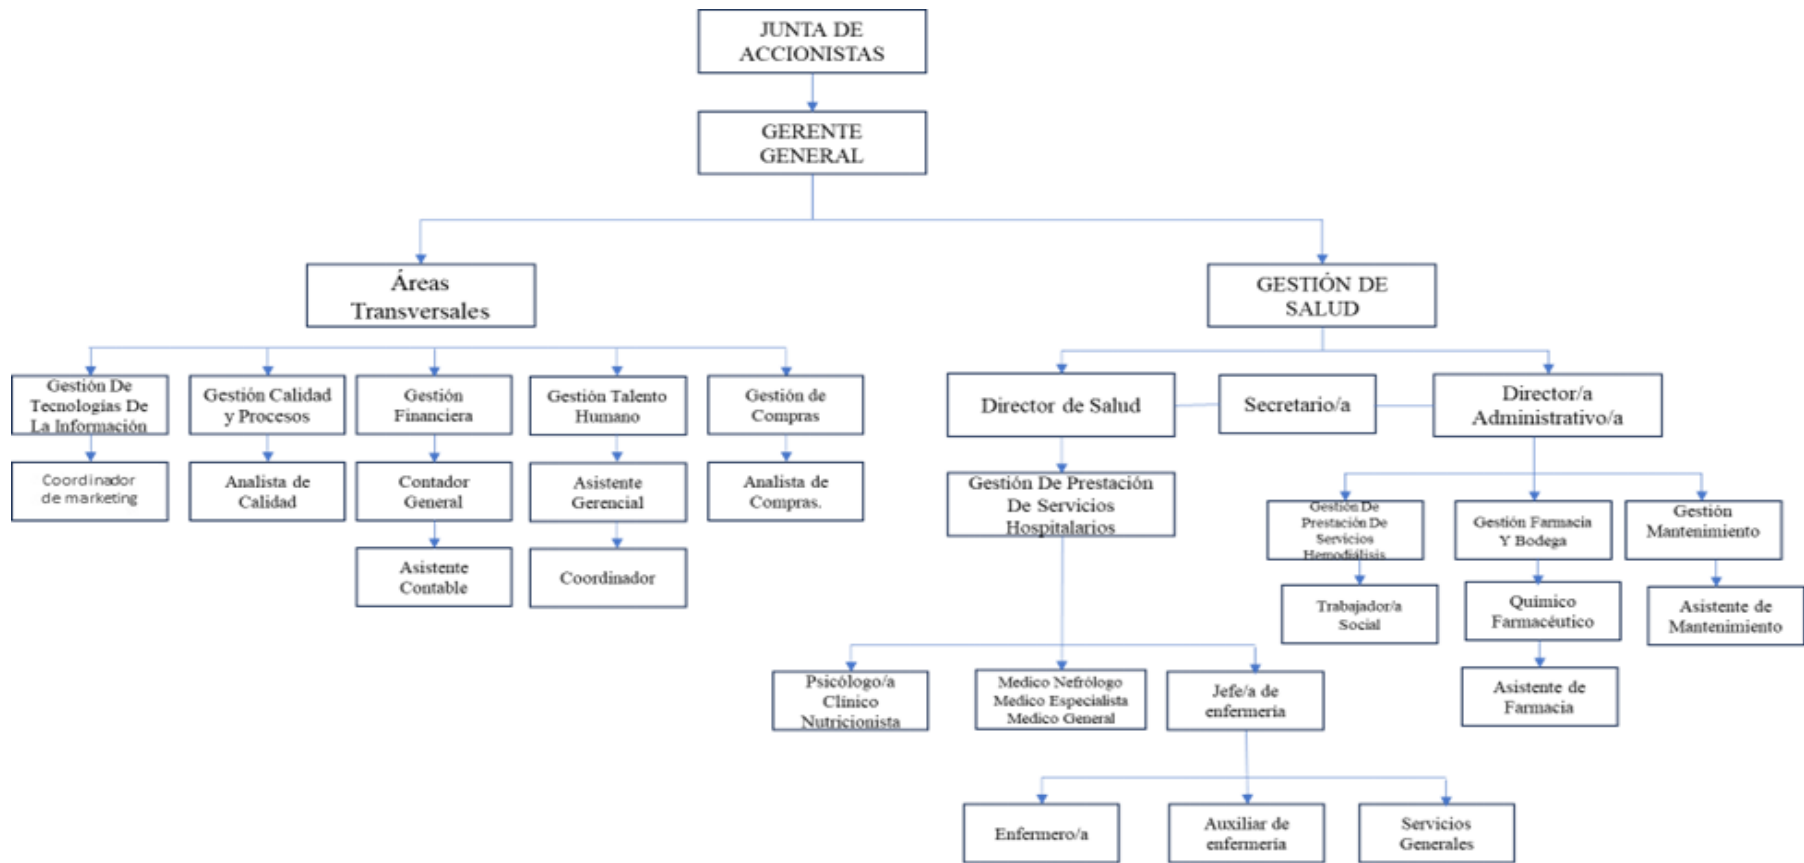 JUNTA DE
ACCIONISTAS
GERENTE
GENERAL
Áreas
Transversales
GESTIÓN DE
SALUD
Gestión De
Tecnologías De
La Información
Gestión Calidad
y Procesos
Gestión
Financiera
Gestión Talento
Humano
Gestión de
Compras
Director de Salud
Secretario/a
Director/a
Administrativo/a
Coordinador
de marketing
Analista de
Calidad
Contador
General
Asistente
Gerencial
Analista de
Compras.
Gestión De Prestación
De Servicios
Hospitalarios
Gestión De
Prestación De
Servicios
Hemodiálisis
Gestión Farmacia
Y Bodega
Gestión
Mantenimiento
Asistente
Contable
Coordinador
Trabajador/a
Social
Químico
Farmacéutico
Asistente de
Mantenimiento
Psicólogo/a
Clínico
Nutricionista
Medico Nefrólogo
Medico Especialista
Medico General
Jefe/a de
enfermería
Asistente de
Farmacia
Enfermero/a
Auxiliar de
enfermería
Servicios
Generales